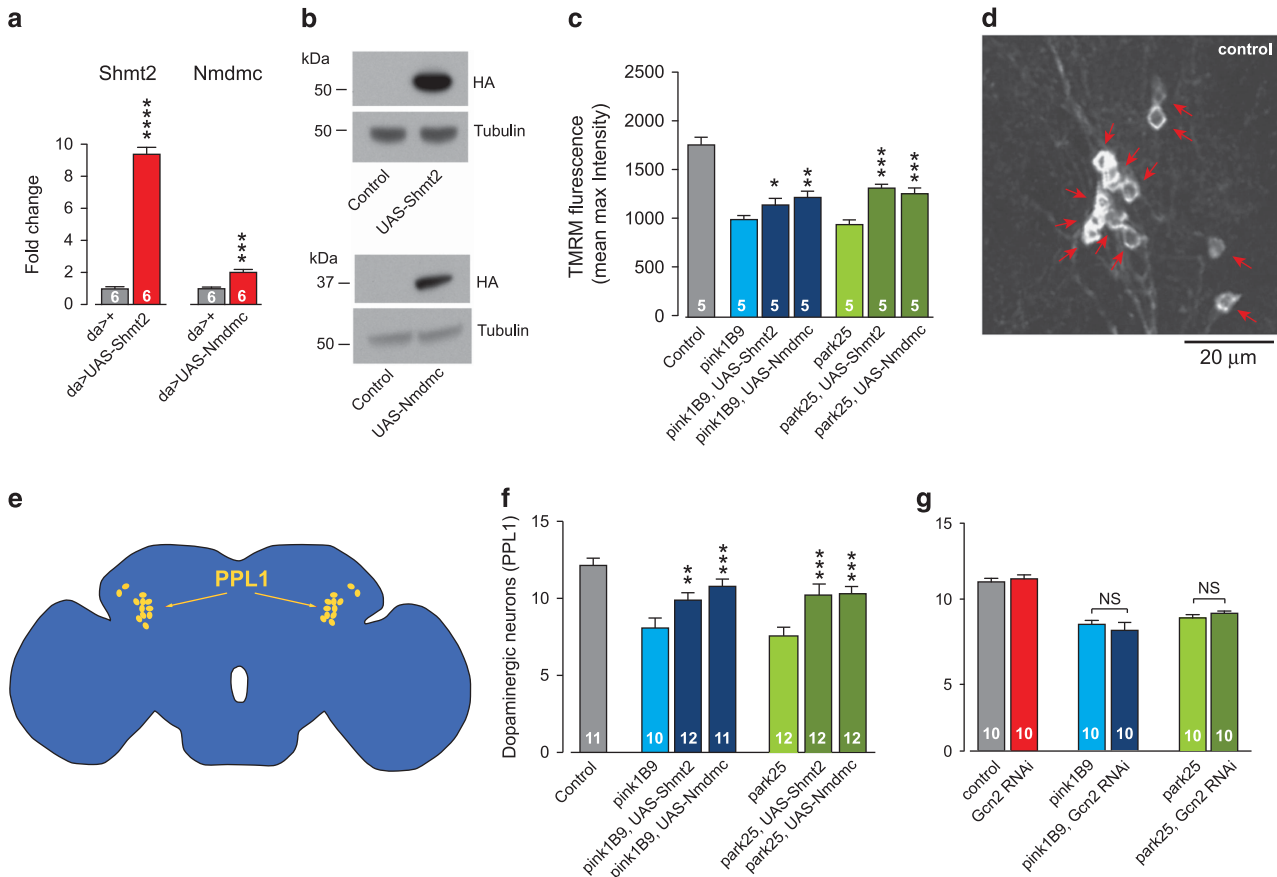 a
Shmt2 Nmdmc
**** ***
Fold change
10
8
6
4
2
0
6 6 6 6
da>+
da>UAS-Shmt2
da>+
da>UAS-Nmdmc
b
kDa
50 HA
50 Tubulin
Control
UAS-Shmt2
37 HA
50 Tubulin
Control
UAS-Nmdmc
c
TMRM flurescence
(mean max Intensity)
2500
2000
1500
1000
500
0
* ** *** ***
5 5 5 5 5 5 5
Control
pink1B9
pink1B9, UAS-Shmt2
pink1B9, UAS-Nmdmc
park25
park25, UAS-Shmt2
park25, UAS-Nmdmc
d
control
20 µm
e
PPL1
f
Dopaminergic neurons (PPL1)
15
10
5
0
** *** *** ***
11 10 12 11 12 12 12
Control
pink1B9
pink1B9, UAS-Shmt2
pink1B9, UAS-Nmdmc
park25
park25, UAS-Shmt2
park25, UAS-Nmdmc
g
15
10
5
0
NS NS
10 10 10 10 10 10
control
Gcn2 RNAi
pink1B9
pink1B9, Gcn2 RNAi
park25
park25, Gcn2 RNAi